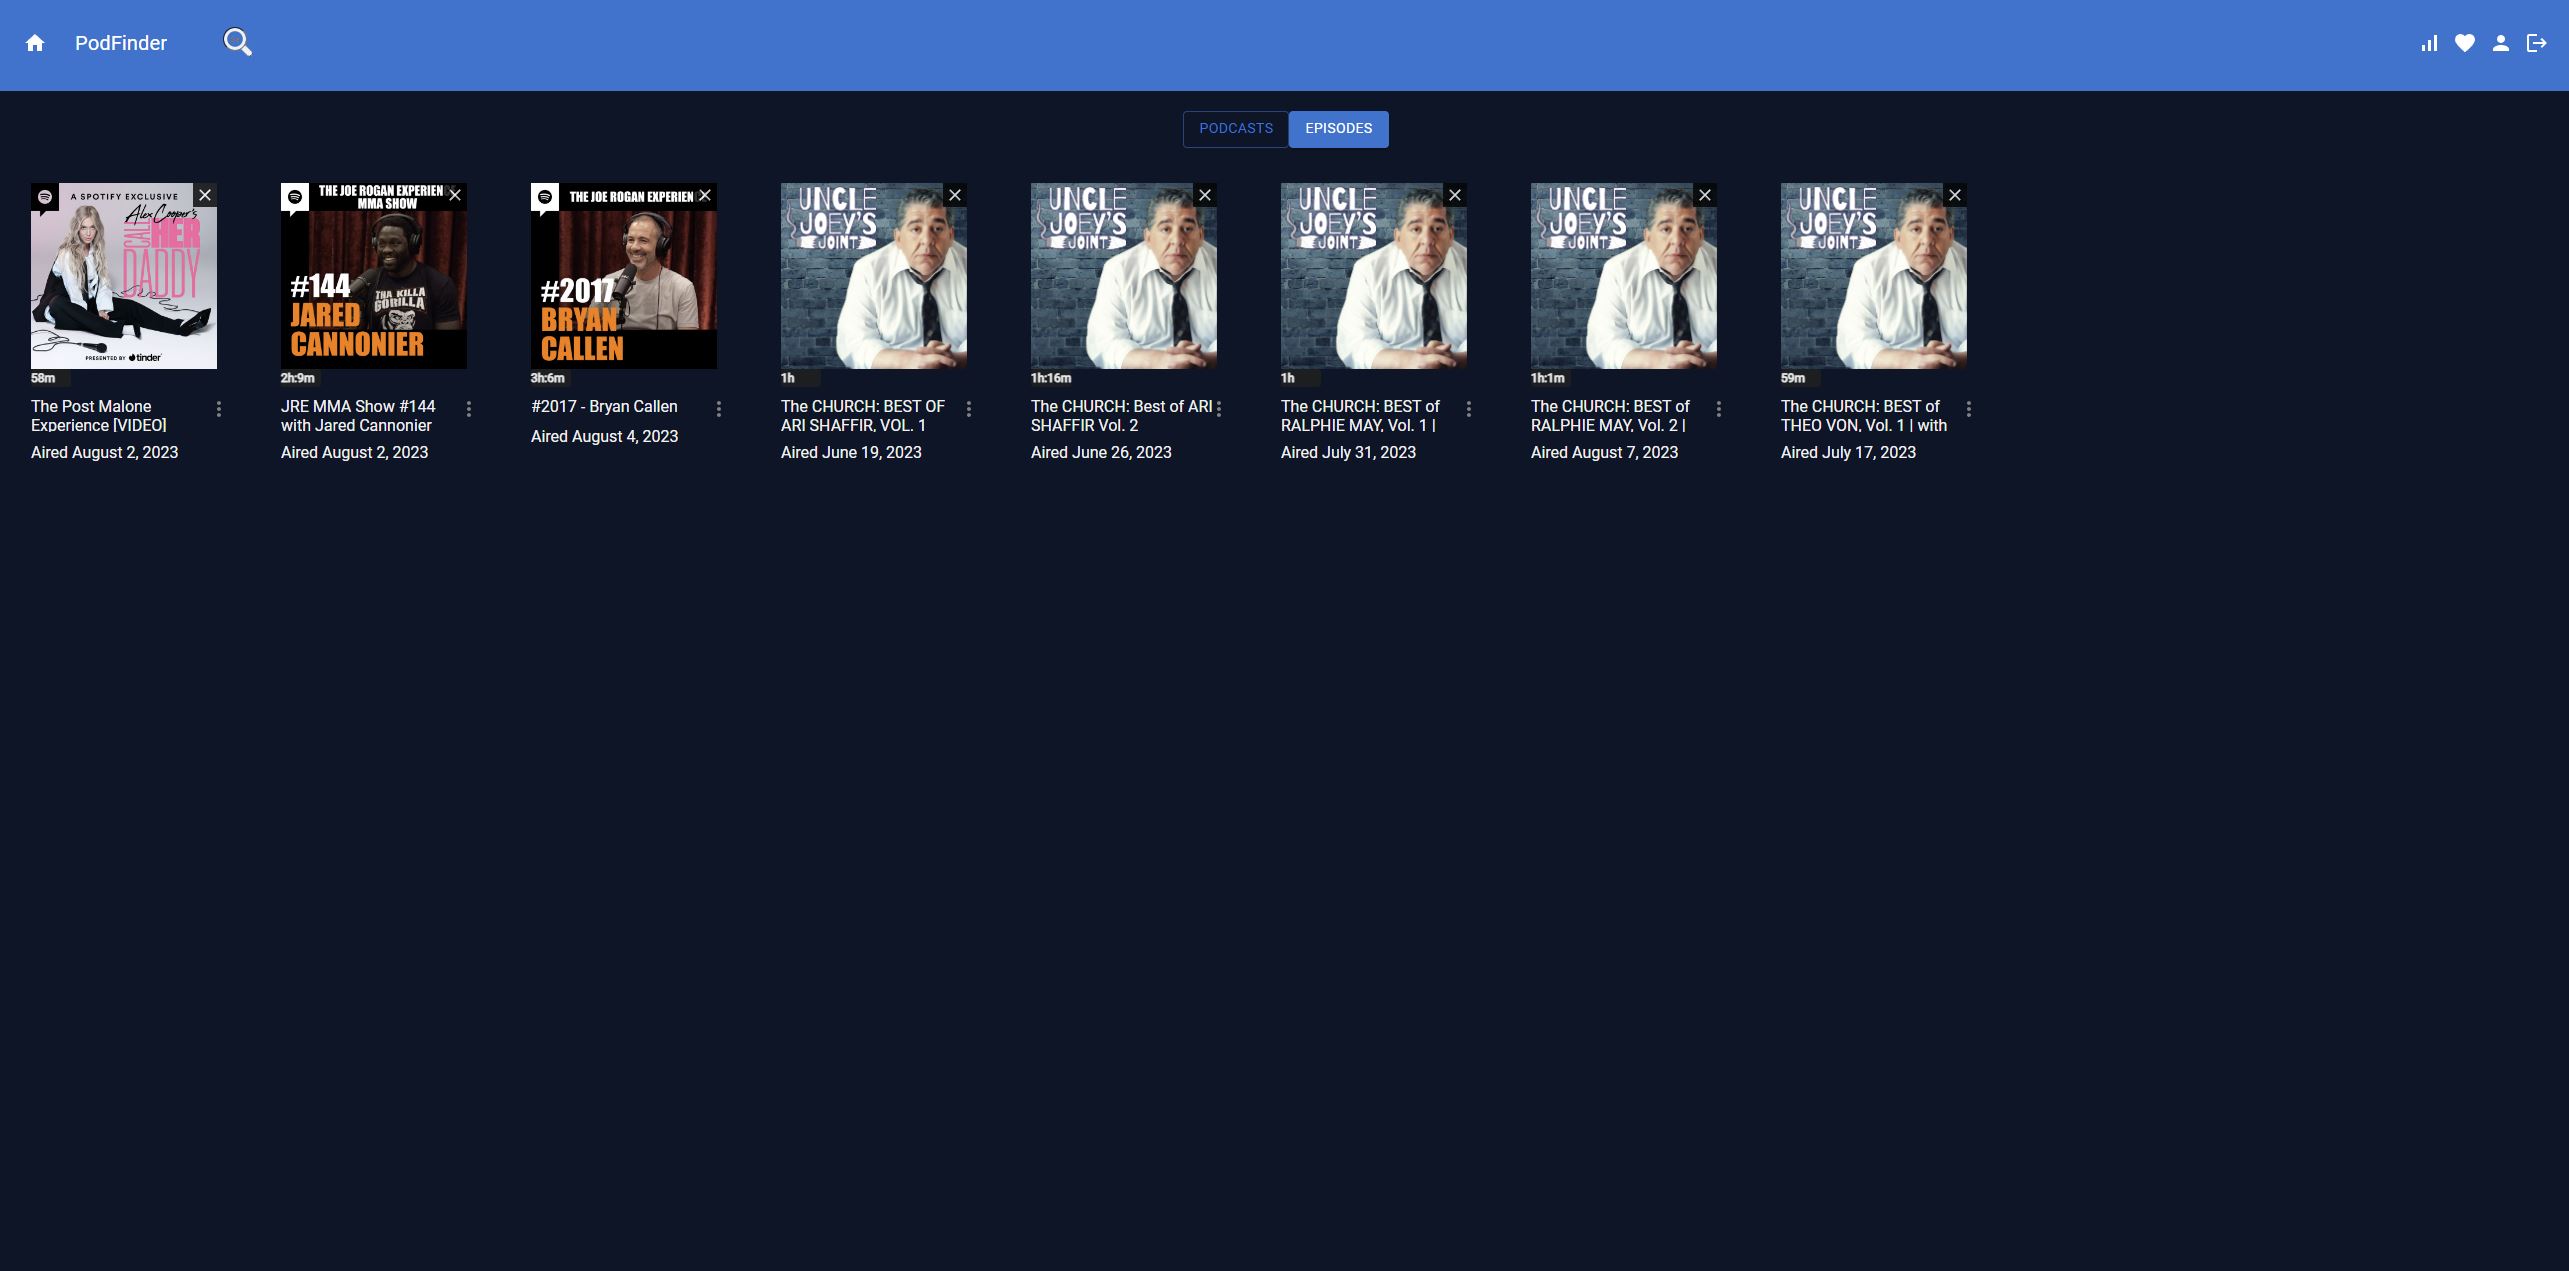 PodFinder
PODCASTS
EPISODES
A SPOTIFY EXCLUSIVE
Alex Cooper's
CALL
HER
DADDY
PRESENTED BY tinder
58m
The Post Malone
Experience [VIDEO]
Aired August 2, 2023
THE JOE ROGAN EXPERIENCE
MMA SHOW
THA KILLA
GORILLA
#144
JARED
CANNONIER
2h:9m
JRE MMA Show #144
with Jared Cannonier
Aired August 2, 2023
THE JOE ROGAN EXPERIENCE
#2017
BRYAN
CALLEN
3h:6m
#2017 - Bryan Callen
Aired August 4, 2023
UNCLE
JOEY'S
JOINT
1h
The CHURCH: BEST OF
ARI SHAFFIR, VOL. 1
Aired June 19, 2023
UNCLE
JOEY'S
JOINT
1h:16m
The CHURCH: Best of ARI
SHAFFIR Vol. 2
Aired June 26, 2023
UNCLE
JOEY'S
JOINT
1h
The CHURCH: BEST of
RALPHIE MAY, Vol. 1 |
Aired July 31, 2023
UNCLE
JOEY'S
JOINT
1h:1m
The CHURCH: BEST of
RALPHIE MAY, Vol. 2 |
Aired August 7, 2023
UNCLE
JOEY'S
JOINT
59m
The CHURCH: BEST of
THEO VON, Vol. 1 | with
Aired July 17, 2023